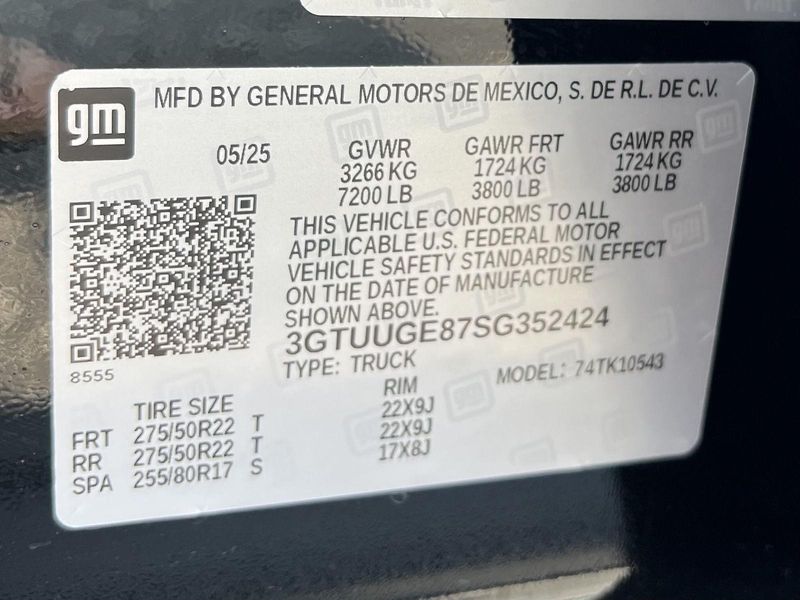 gm
MFD BY GENERAL MOTORS DE MEXICO, S. DE R.L. DE C.V.
05/25 GVWR GAWR FRT GAWR RR
3266 KG 1724 KG 1724 KG
7200 LB 3800 LB 3800 LB
THIS VEHICLE CONFORMS TO ALL
APPLICABLE U.S. FEDERAL MOTOR
VEHICLE SAFETY STANDARDS IN EFFECT
ON THE DATE OF MANUFACTURE
SHOWN ABOVE.
3GTUUGE87SG352424
8555
TYPE: TRUCK MODEL: 74TK10543
TIRE SIZE RIM
FRT 275/50R22 T 22X9J
RR 275/50R22 T 22X9J
SPA 255/80R17 S 17X8J